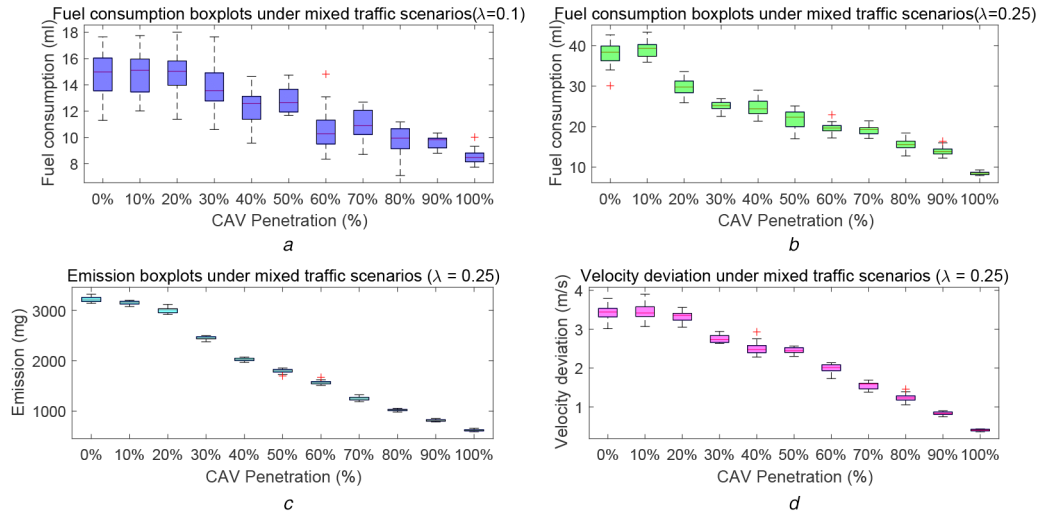 Fuel consumption boxplots under mixed traffic scenarios(λ=0.1)
Fuel consumption (ml)
18
16
14
12
10
8
0% 10% 20% 30% 40% 50% 60% 70% 80% 90% 100%
CAV Penetration (%)
a
Fuel consumption boxplots under mixed traffic scenarios(λ=0.25)
Fuel consumption (ml)
40
30
20
10
0% 10% 20% 30% 40% 50% 60% 70% 80% 90% 100%
CAV Penetration (%)
b
Emission boxplots under mixed traffic scenarios (λ = 0.25)
Emission (mg)
3000
2000
1000
0% 10% 20% 30% 40% 50% 60% 70% 80% 90% 100%
CAV Penetration (%)
c
Velocity deviation under mixed traffic scenarios (λ = 0.25)
Velocity deviation (m/s)
4
3
2
1
0% 10% 20% 30% 40% 50% 60% 70% 80% 90% 100%
CAV Penetration (%)
d